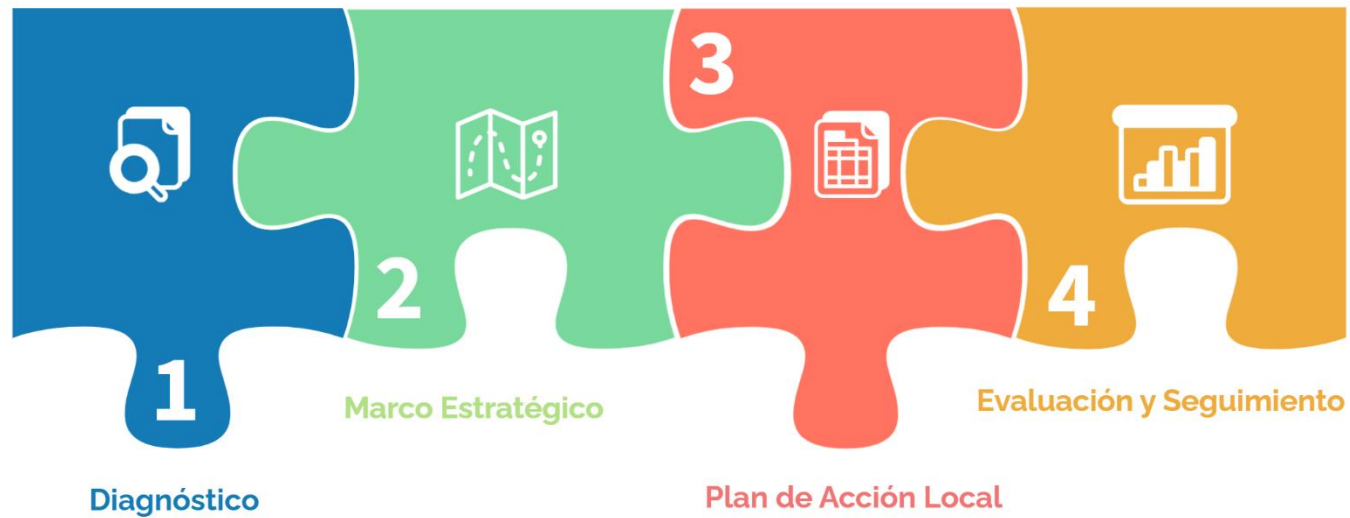 1
Diagnóstico
2
Marco Estratégico
3
Plan de Acción Local
4
Evaluación y Seguimiento